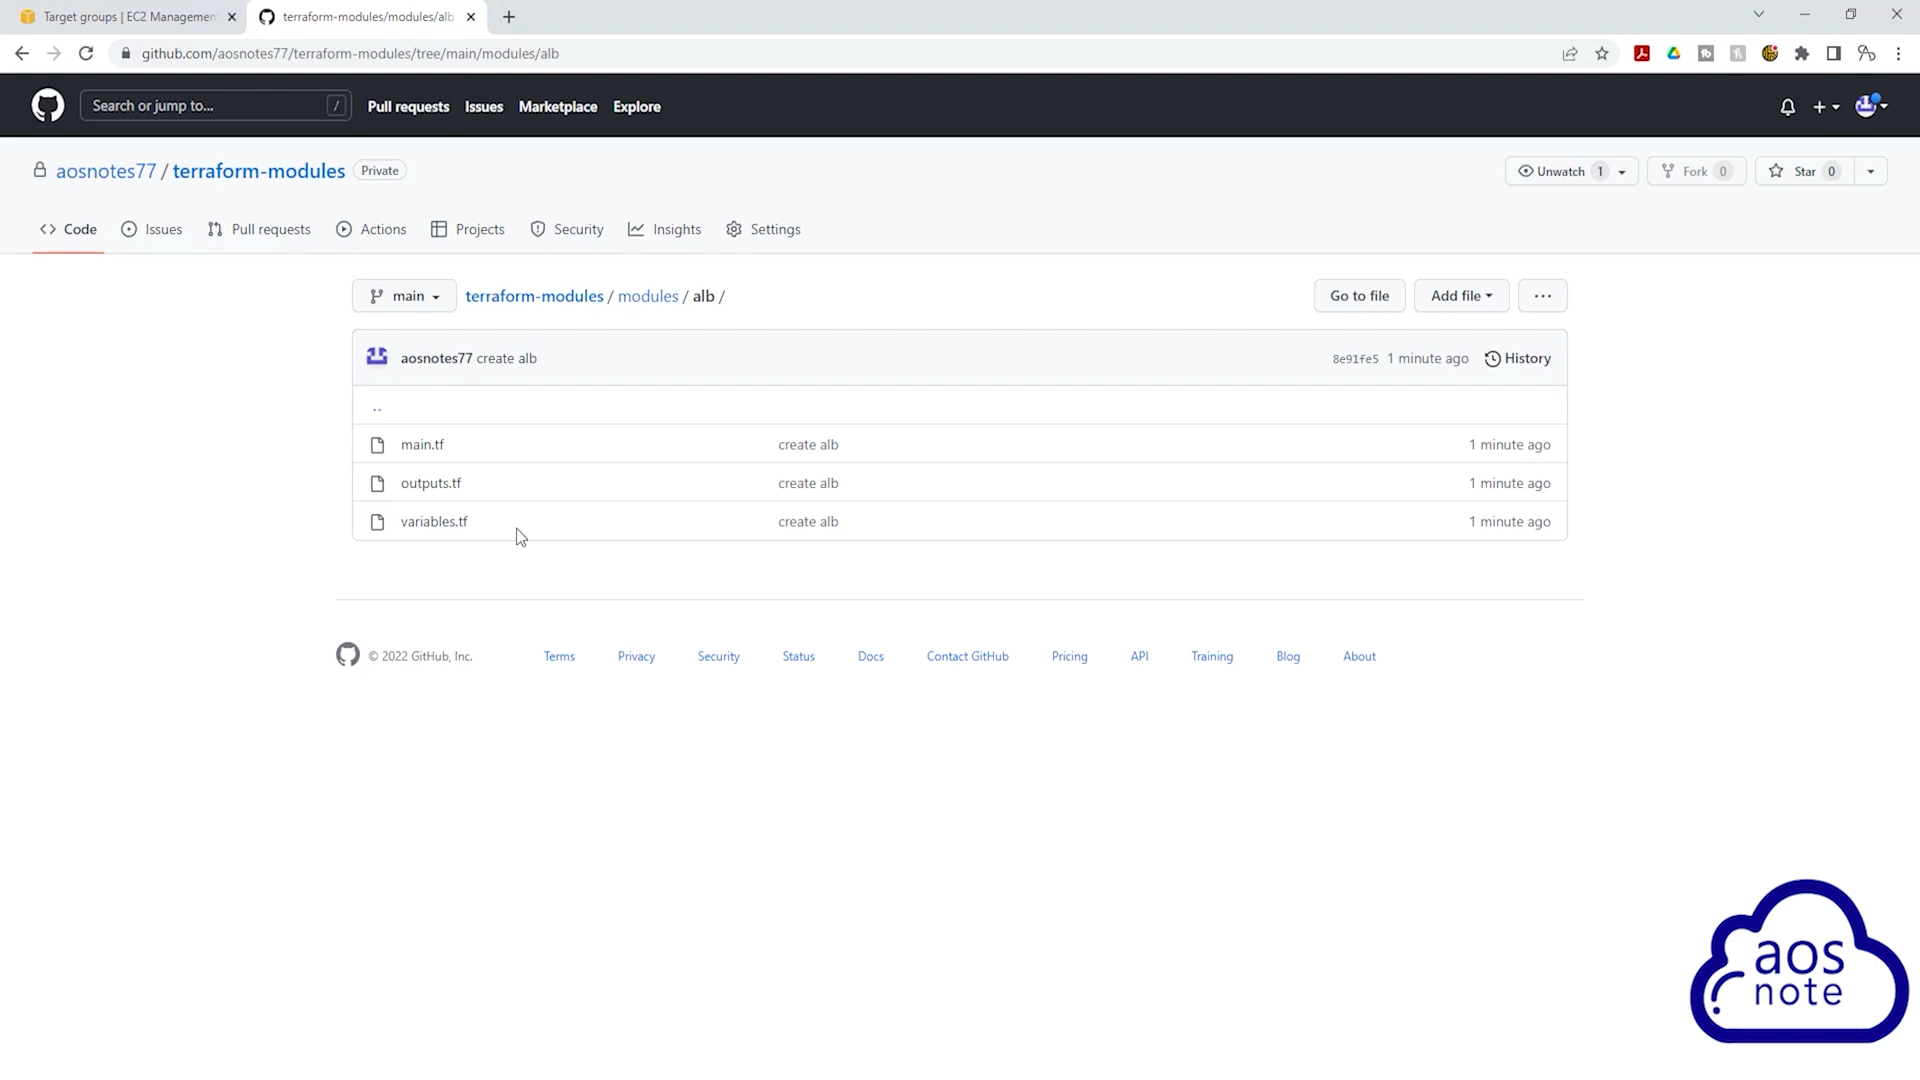 Target groups | EC2 Management
terraform-modules/modules/alb
github.com/aosnotes77/terraform-modules/tree/main/modules/alb
Search or jump to... /
Pull requests Issues Marketplace Explore
aosnotes77 / terraform-modules Private
Unwatch 1 Fork 0 Star 0
Code Issues Pull requests Actions Projects Security Insights Settings
main terraform-modules / modules / alb /
Go to file Add file ...
aosnotes77 create alb 8e91fe5 1 minute ago History
..
main.tf create alb 1 minute ago
outputs.tf create alb 1 minute ago
variables.tf create alb 1 minute ago
© 2022 GitHub, Inc. Terms Privacy Security Status Docs Contact GitHub Pricing API Training Blog About
aos
note